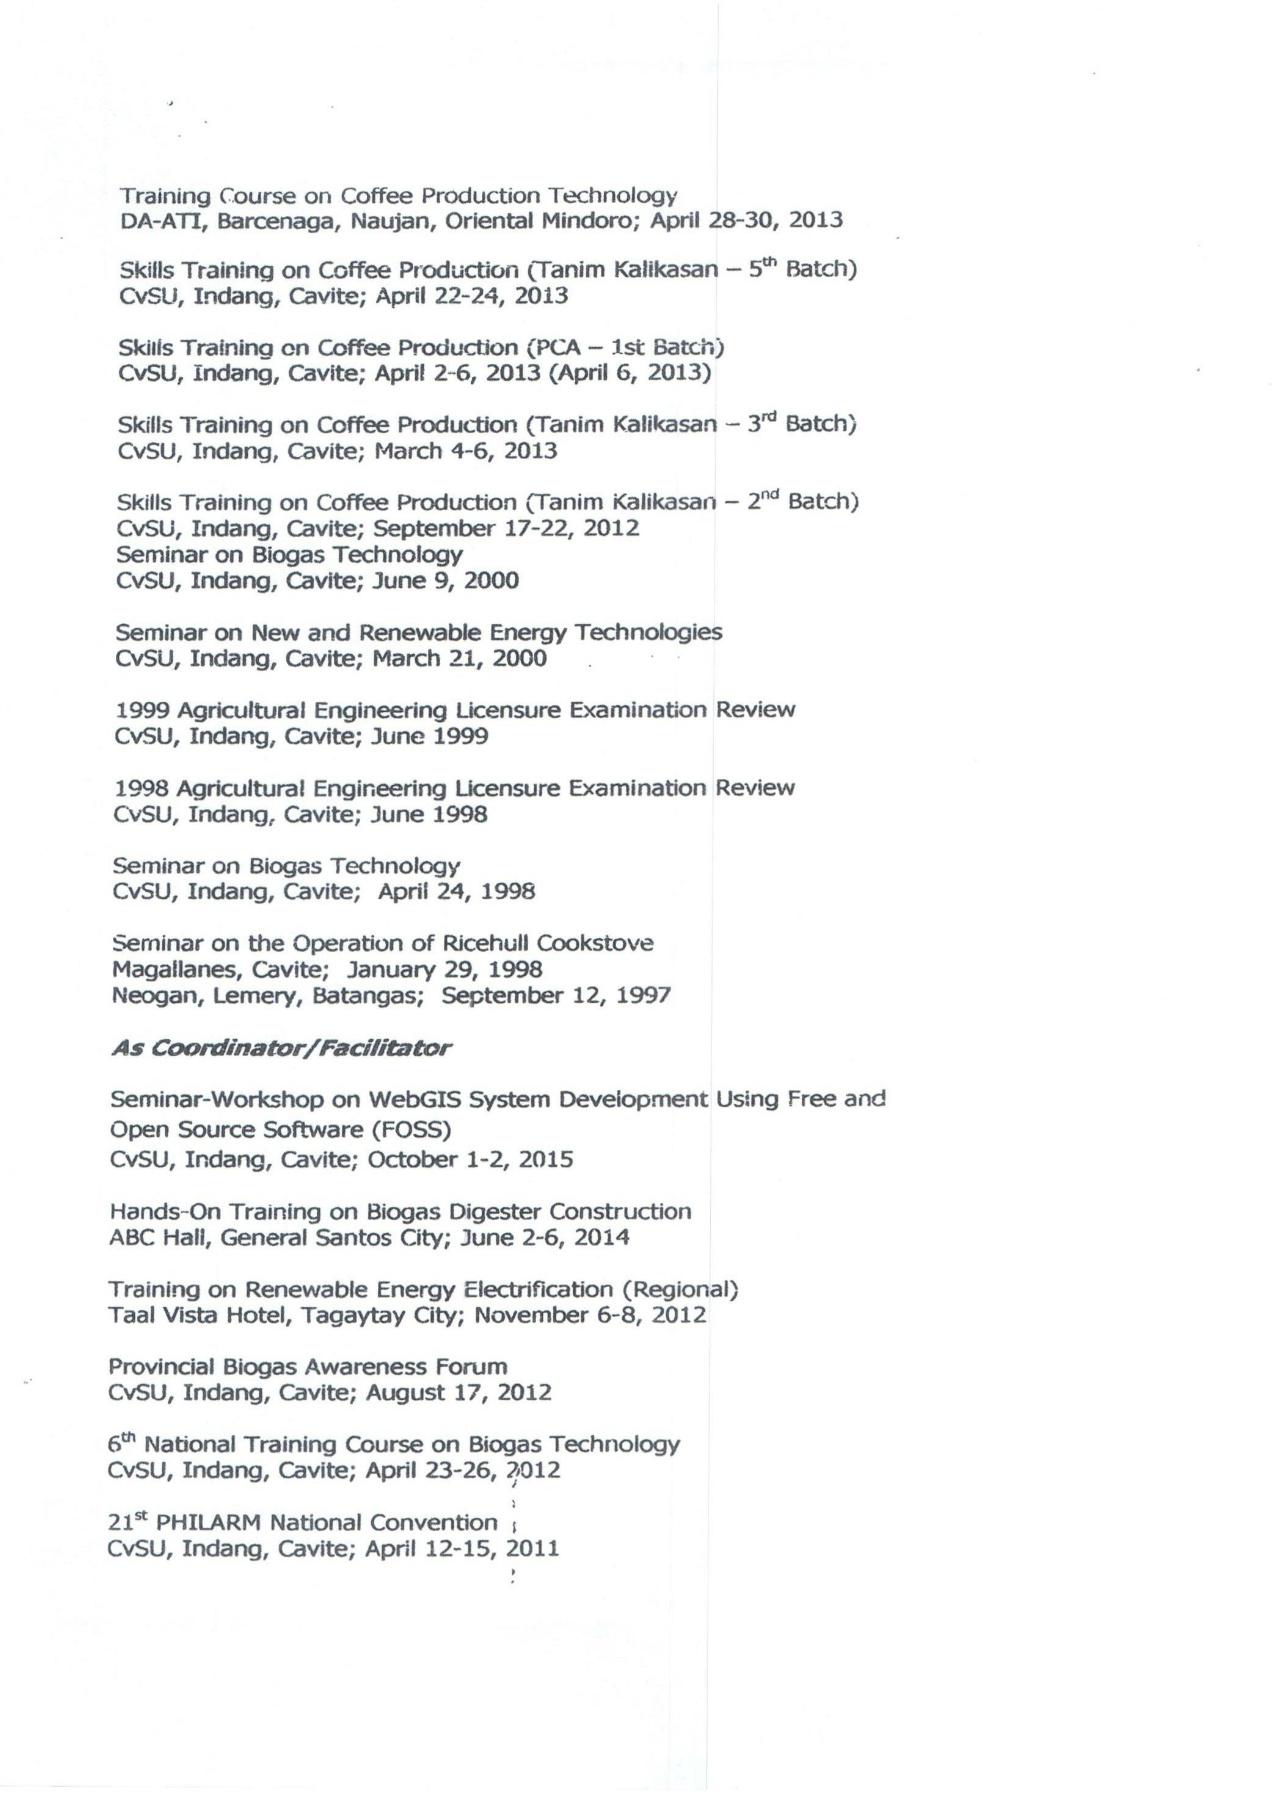 Training Course on Coffee Production Technology
DA-ATI, Barcenaga, Naujan, Oriental Mindoro; April 28-30, 2013
Skills Training on Coffee Production (Tanim Kalikasan – 5th Batch)
CvSU, Indang, Cavite; April 22-24, 2013
Skills Training on Coffee Production (PCA – 1st Batch)
CvSU, Indang, Cavite; April 2-6, 2013 (April 6, 2013)
Skills Training on Coffee Production (Tanim Kalikasan – 3rd Batch)
CvSU, Indang, Cavite; March 4-6, 2013
Skills Training on Coffee Production (Tanim Kalikasan – 2nd Batch)
CvSU, Indang, Cavite; September 17-22, 2012
Seminar on Biogas Technology
CvSU, Indang, Cavite; June 9, 2000
Seminar on New and Renewable Energy Technologies
CvSU, Indang, Cavite; March 21, 2000
1999 Agricultural Engineering Licensure Examination Review
CvSU, Indang, Cavite; June 1999
1998 Agricultural Engineering Licensure Examination Review
CvSU, Indang, Cavite; June 1998
Seminar on Biogas Technology
CvSU, Indang, Cavite; April 24, 1998
Seminar on the Operation of Ricehull Cookstove
Magallanes, Cavite; January 29, 1998
Neogan, Lemery, Batangas; September 12, 1997
As Coordinator/Facilitator
Seminar-Workshop on WebGIS System Development Using Free and
Open Source Software (FOSS)
CvSU, Indang, Cavite; October 1-2, 2015
Hands-On Training on Biogas Digester Construction
ABC Hall, General Santos City; June 2-6, 2014
Training on Renewable Energy Electrification (Regional)
Taal Vista Hotel, Tagaytay City; November 6-8, 2012
Provincial Biogas Awareness Forum
CvSU, Indang, Cavite; August 17, 2012
6th National Training Course on Biogas Technology
CvSU, Indang, Cavite; April 23-26, 2012
21st PHILARM National Convention
CvSU, Indang, Cavite; April 12-15, 2011